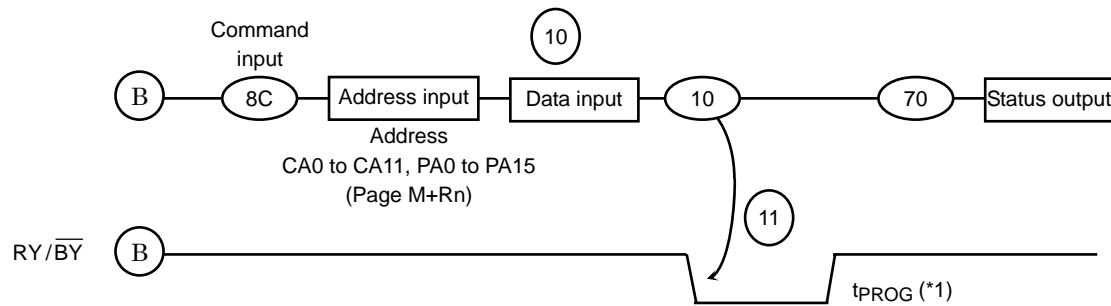 Command
input
10
B
8C
Address input
Data input
10
70
Status output
Address
CA0 to CA11, PA0 to PA15
(Page M+Rn)
11
RY/BY
B
tPROG (*1)